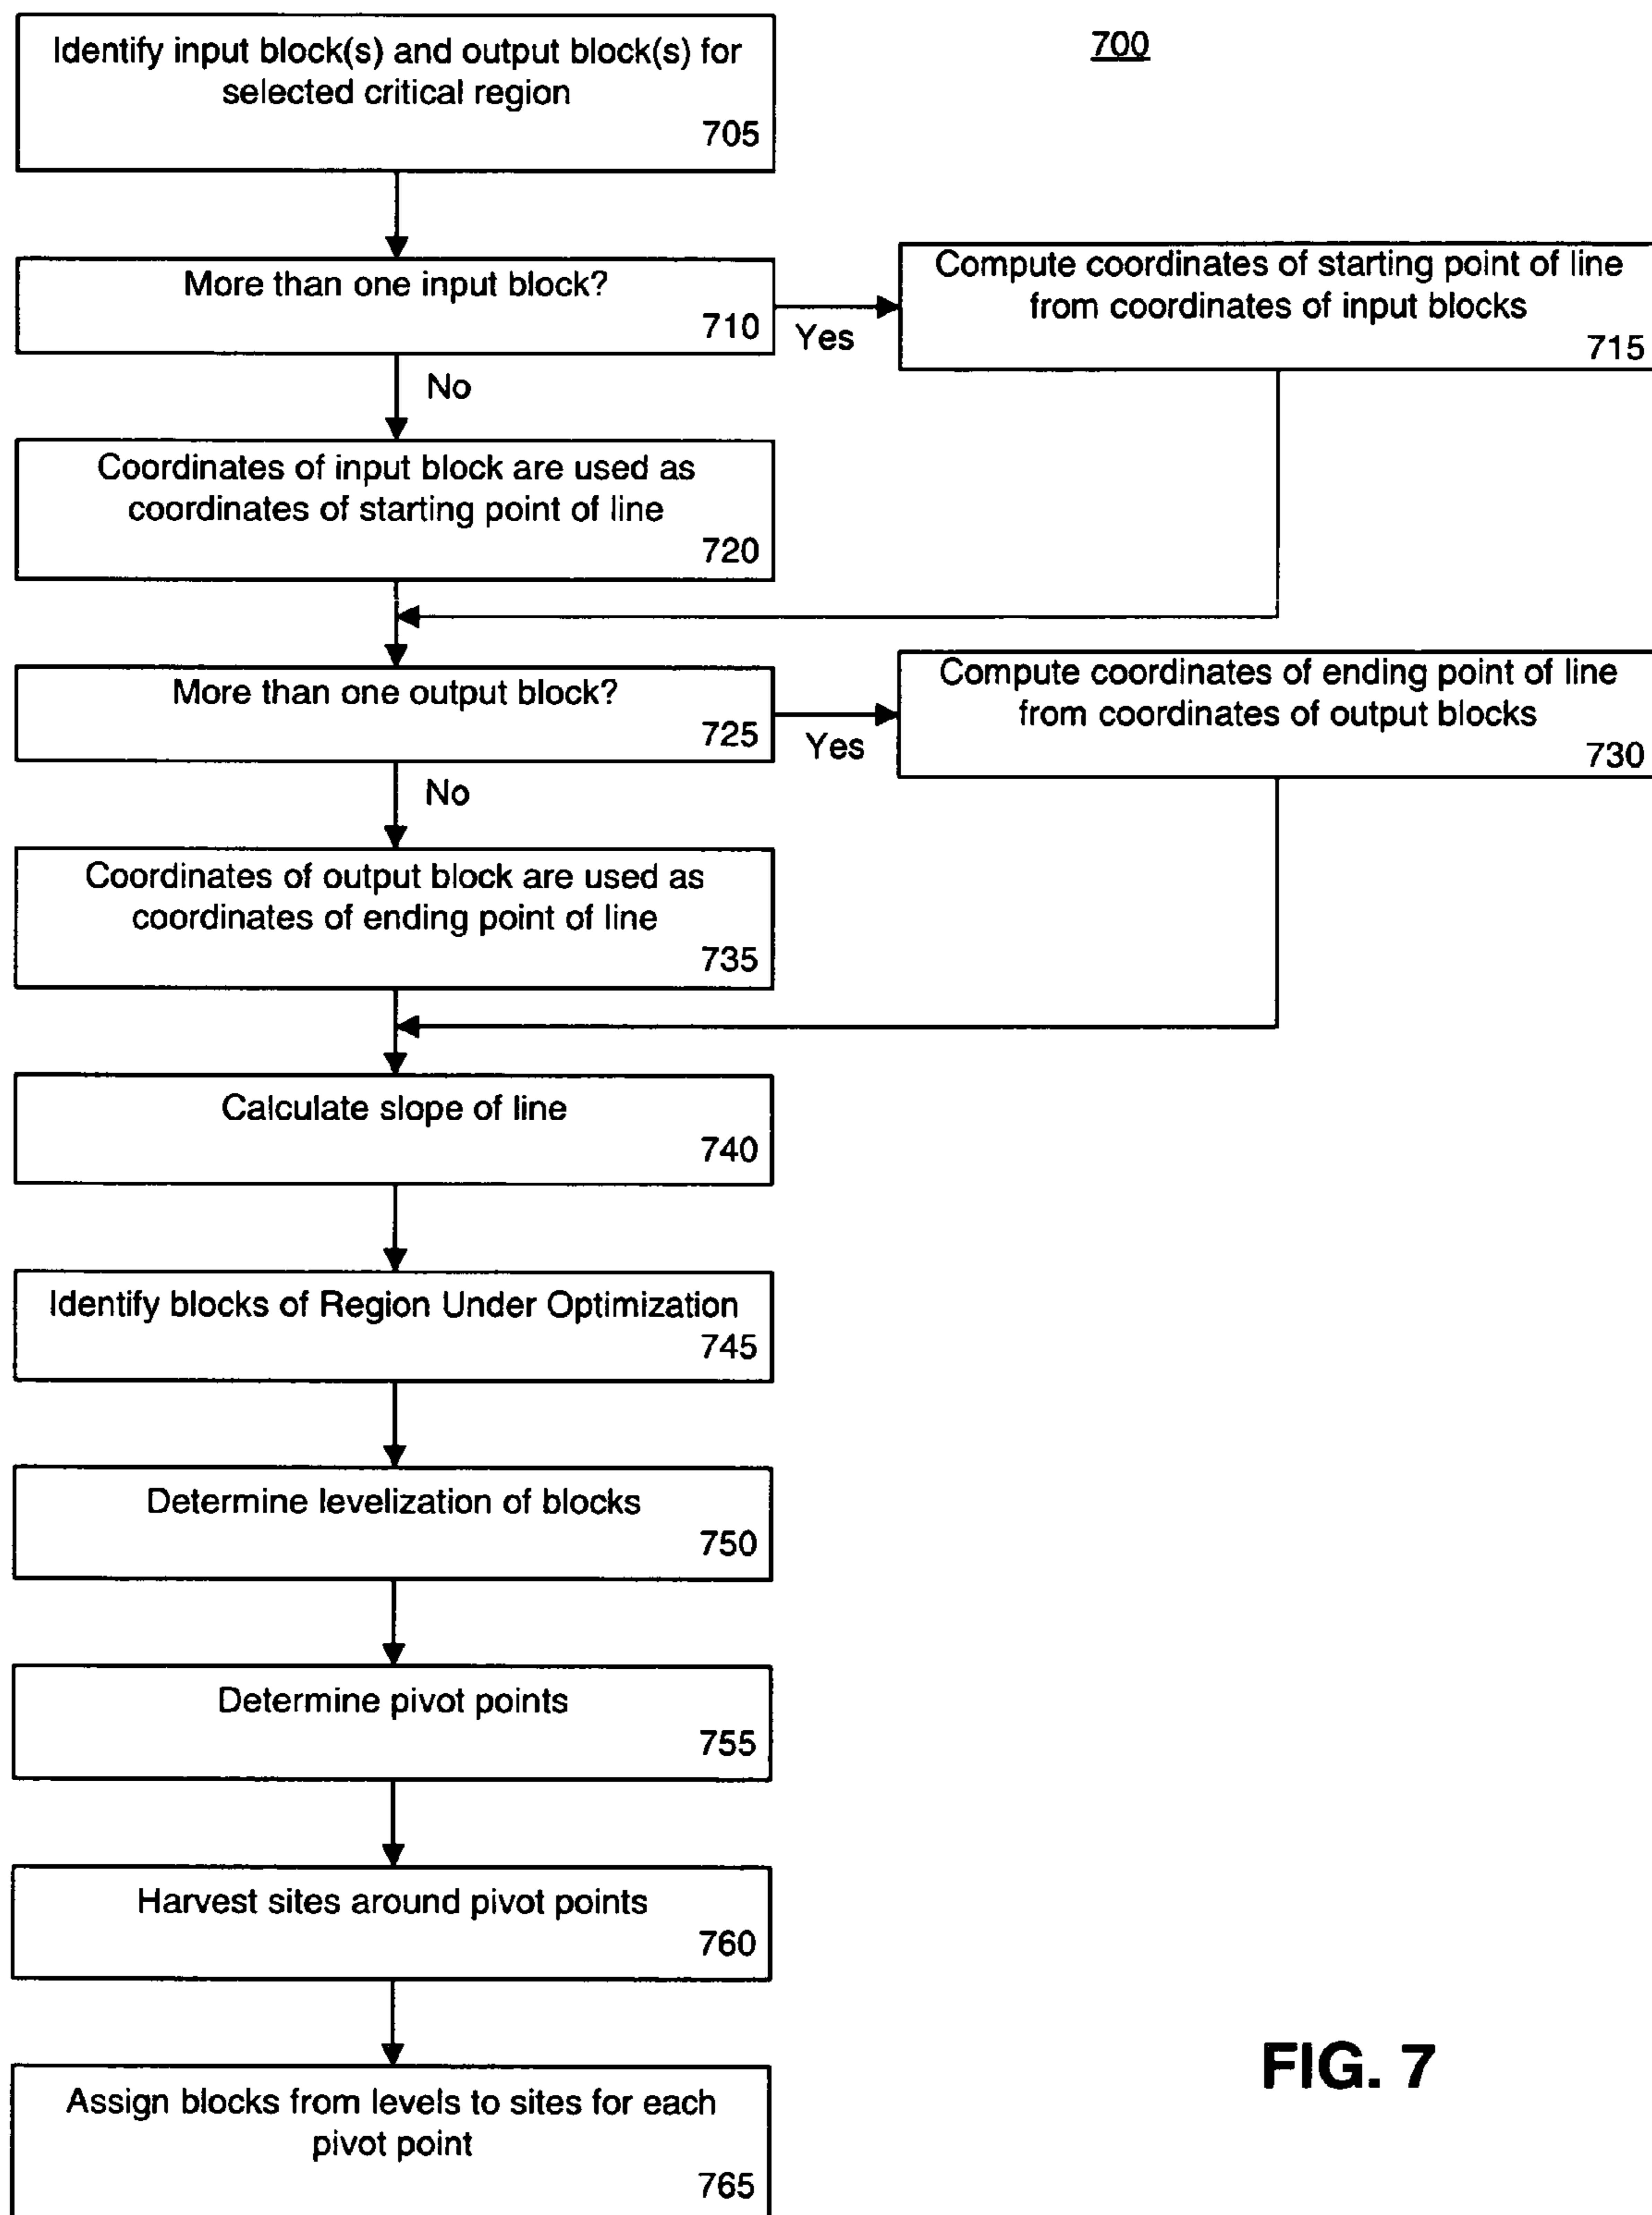 700
Identify input block(s) and output block(s) for
selected critical region
705
More than one input block?
710
Yes
Compute coordinates of starting point of line
from coordinates of input blocks
715
No
Coordinates of input block are used as
coordinates of starting point of line
720
More than one output block?
725
Yes
Compute coordinates of ending point of line
from coordinates of output blocks
730
No
Coordinates of output block are used as
coordinates of ending point of line
735
Calculate slope of line
740
Identify blocks of Region Under Optimization
745
Determine levelization of blocks
750
Determine pivot points
755
Harvest sites around pivot points
760
Assign blocks from levels to sites for each
pivot point
765
FIG. 7